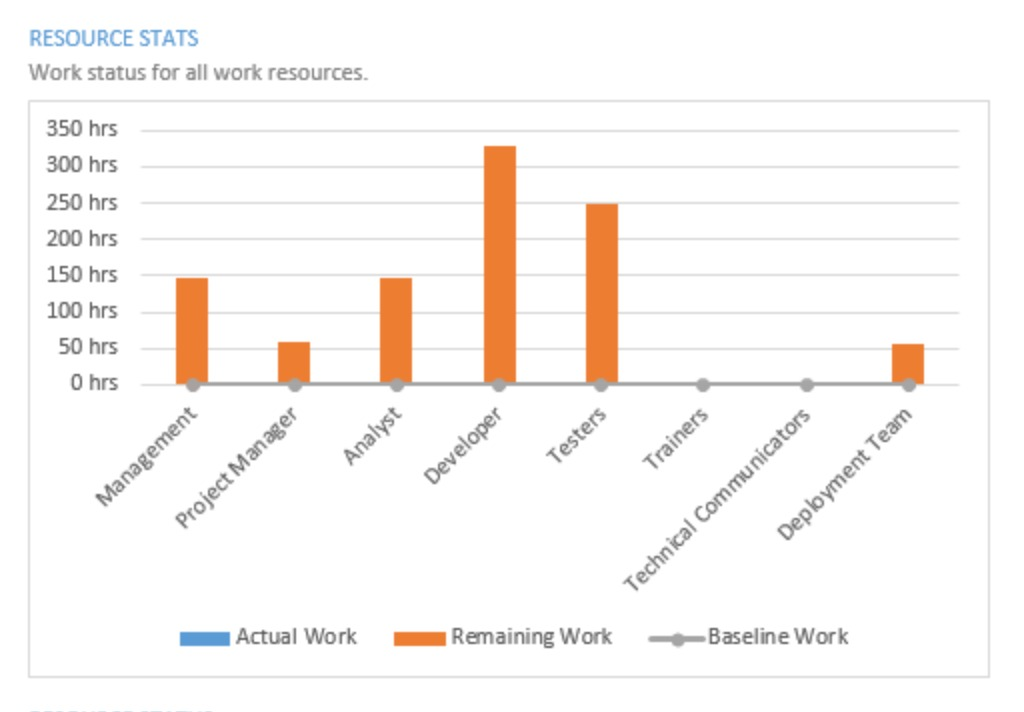 RESOURCE STATS
Work status for all work resources.
350 hrs
300 hrs
250 hrs
200 hrs
150 hrs
100 hrs
50 hrs
0 hrs
Management
Project Manager
Analyst
Developer
Testers
Trainers
Technical Communicators
Deployment Team
Actual Work
Remaining Work
Baseline Work